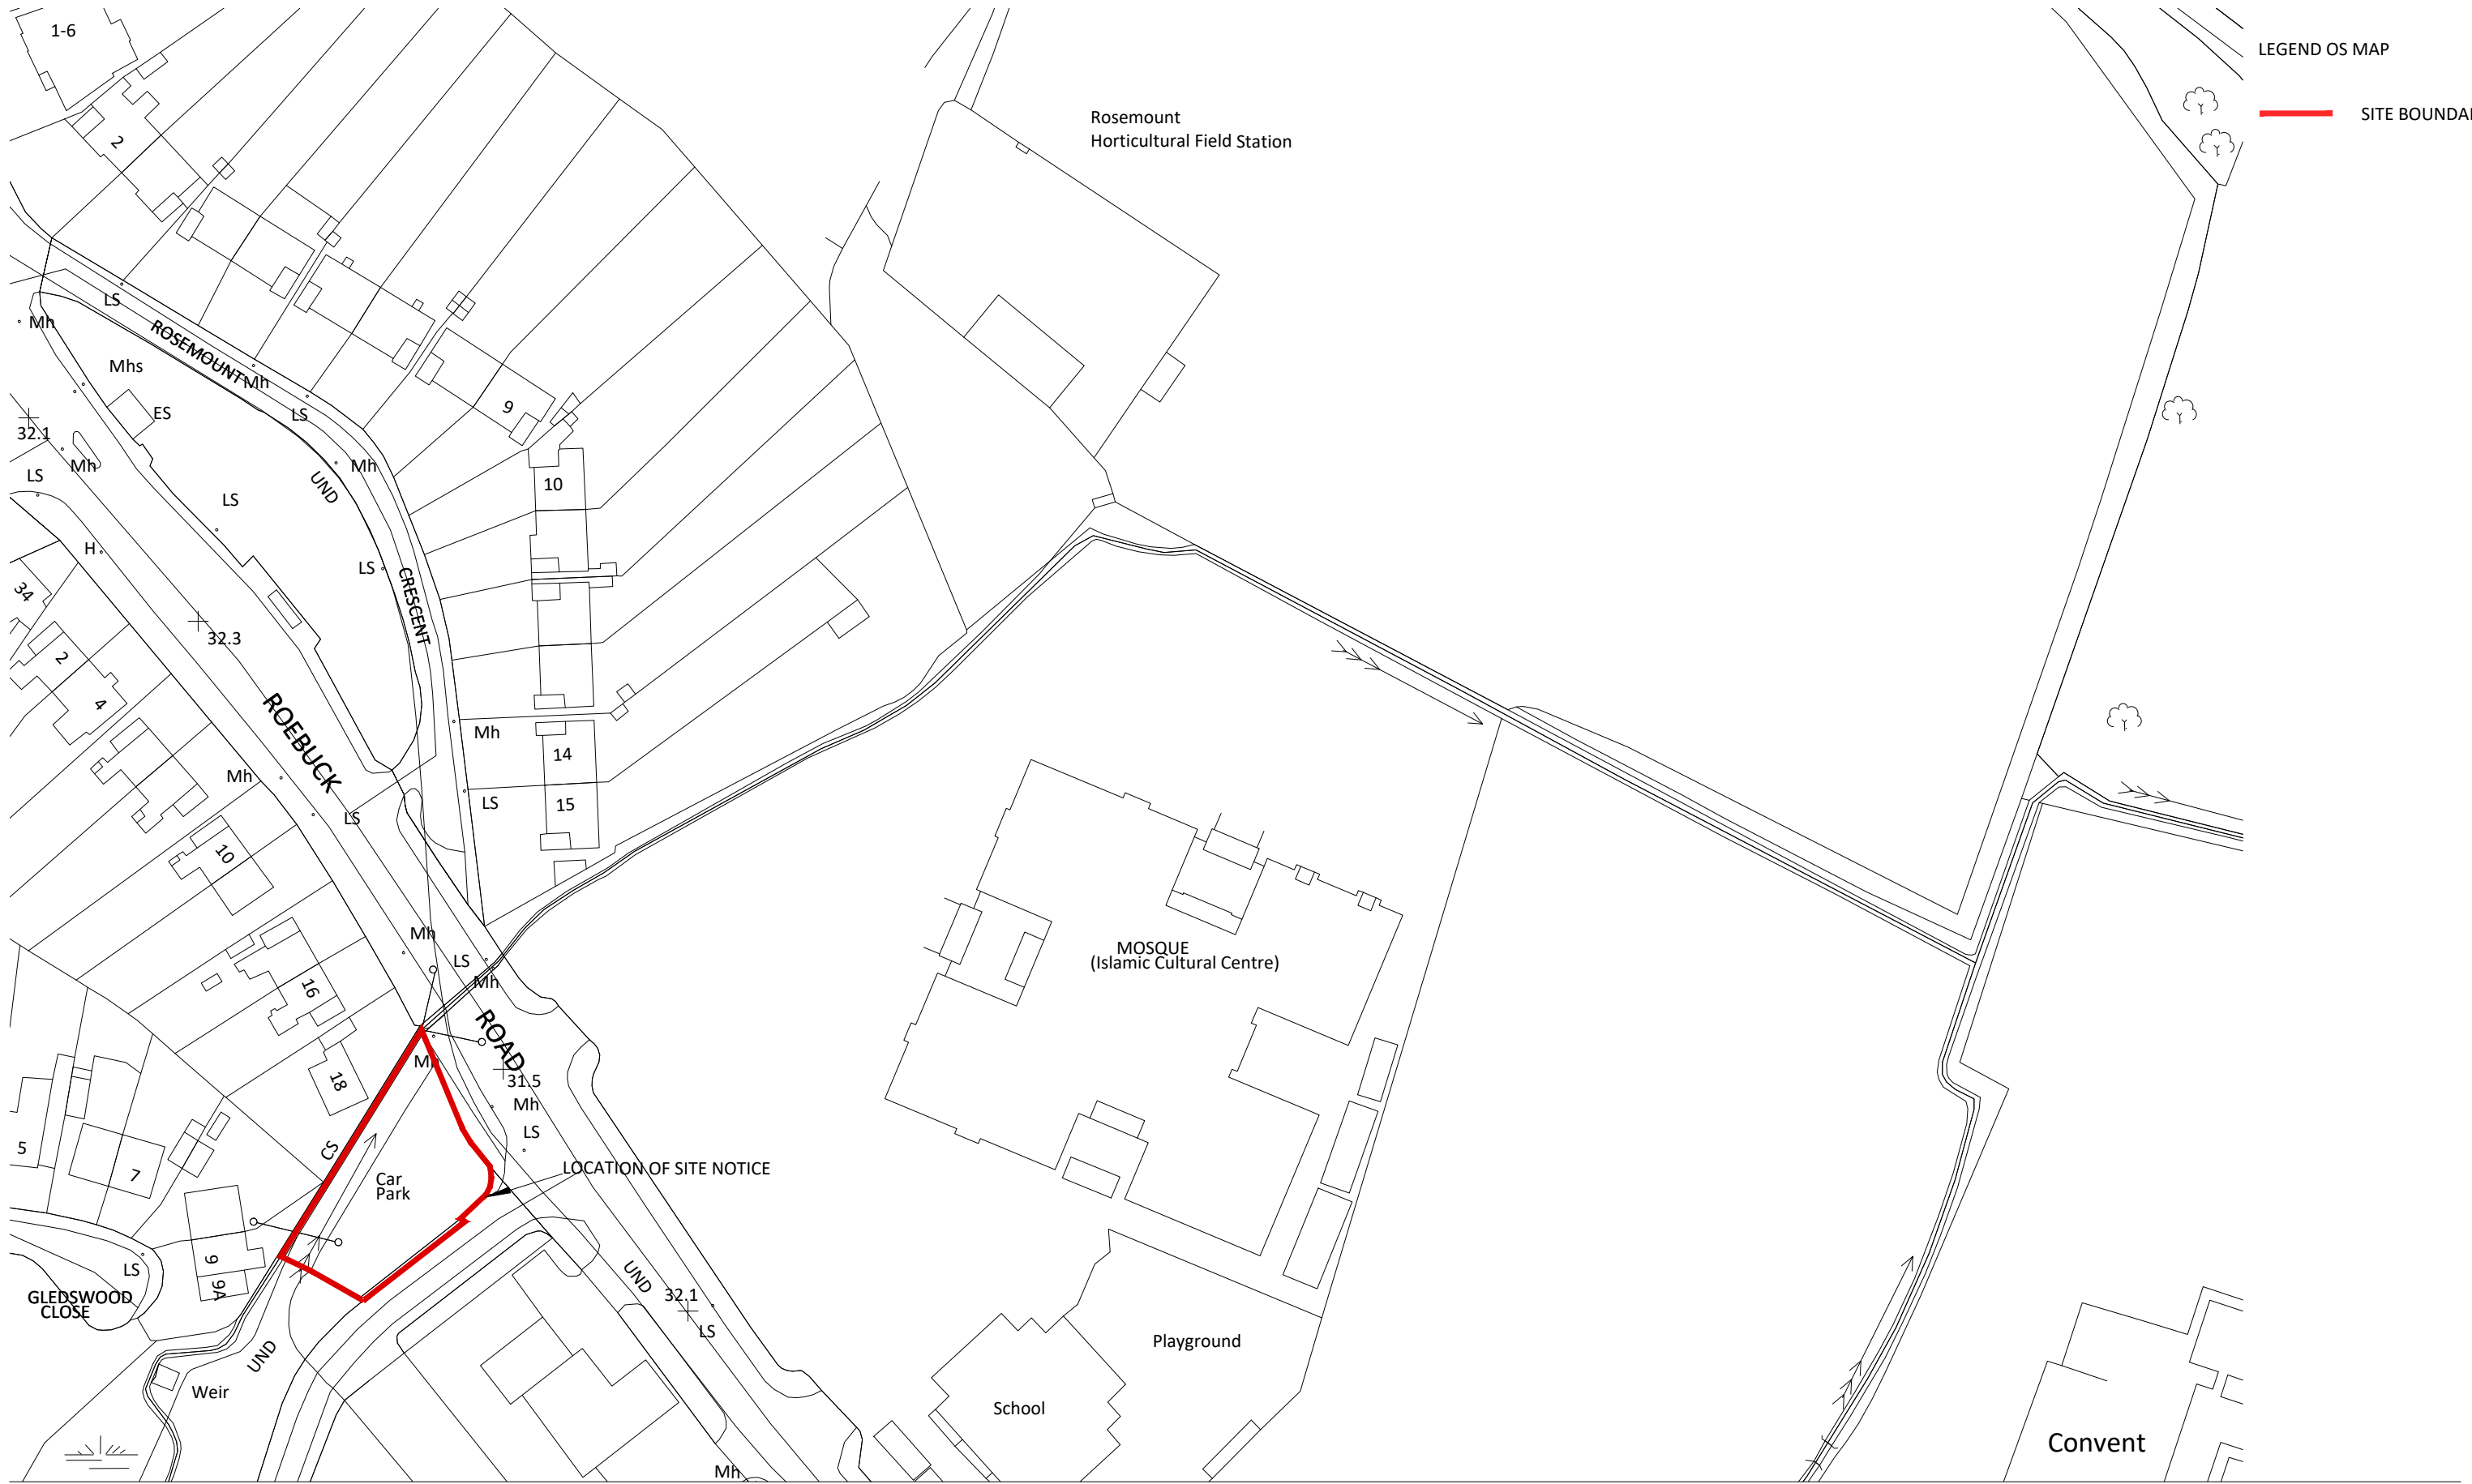 1-6
LEGEND OS MAP
SITE BOUNDAR
Rosemount
Horticultural Field Station
2
LS
Mh
ROSEMOUNT
Mh
Mhs
LS
ES
9
32.1
Mh
LS
Mh
UND
10
LS
H
LS
CRESCENT
34
32.3
2
4
ROEBUCK
Mh
14
Mh
LS
15
LS
10
Mh
LS
Mh
MOSQUE
(Islamic Cultural Centre)
16
ROAD
Mh
31.5
18
Mh
LS
CS
5
7
LOCATION OF SITE NOTICE
Car
Park
9
9A
LS
UND
GLEDSWOOD
CLOSE
32.1
LS
UND
Playground
Weir
School
Convent
Mh